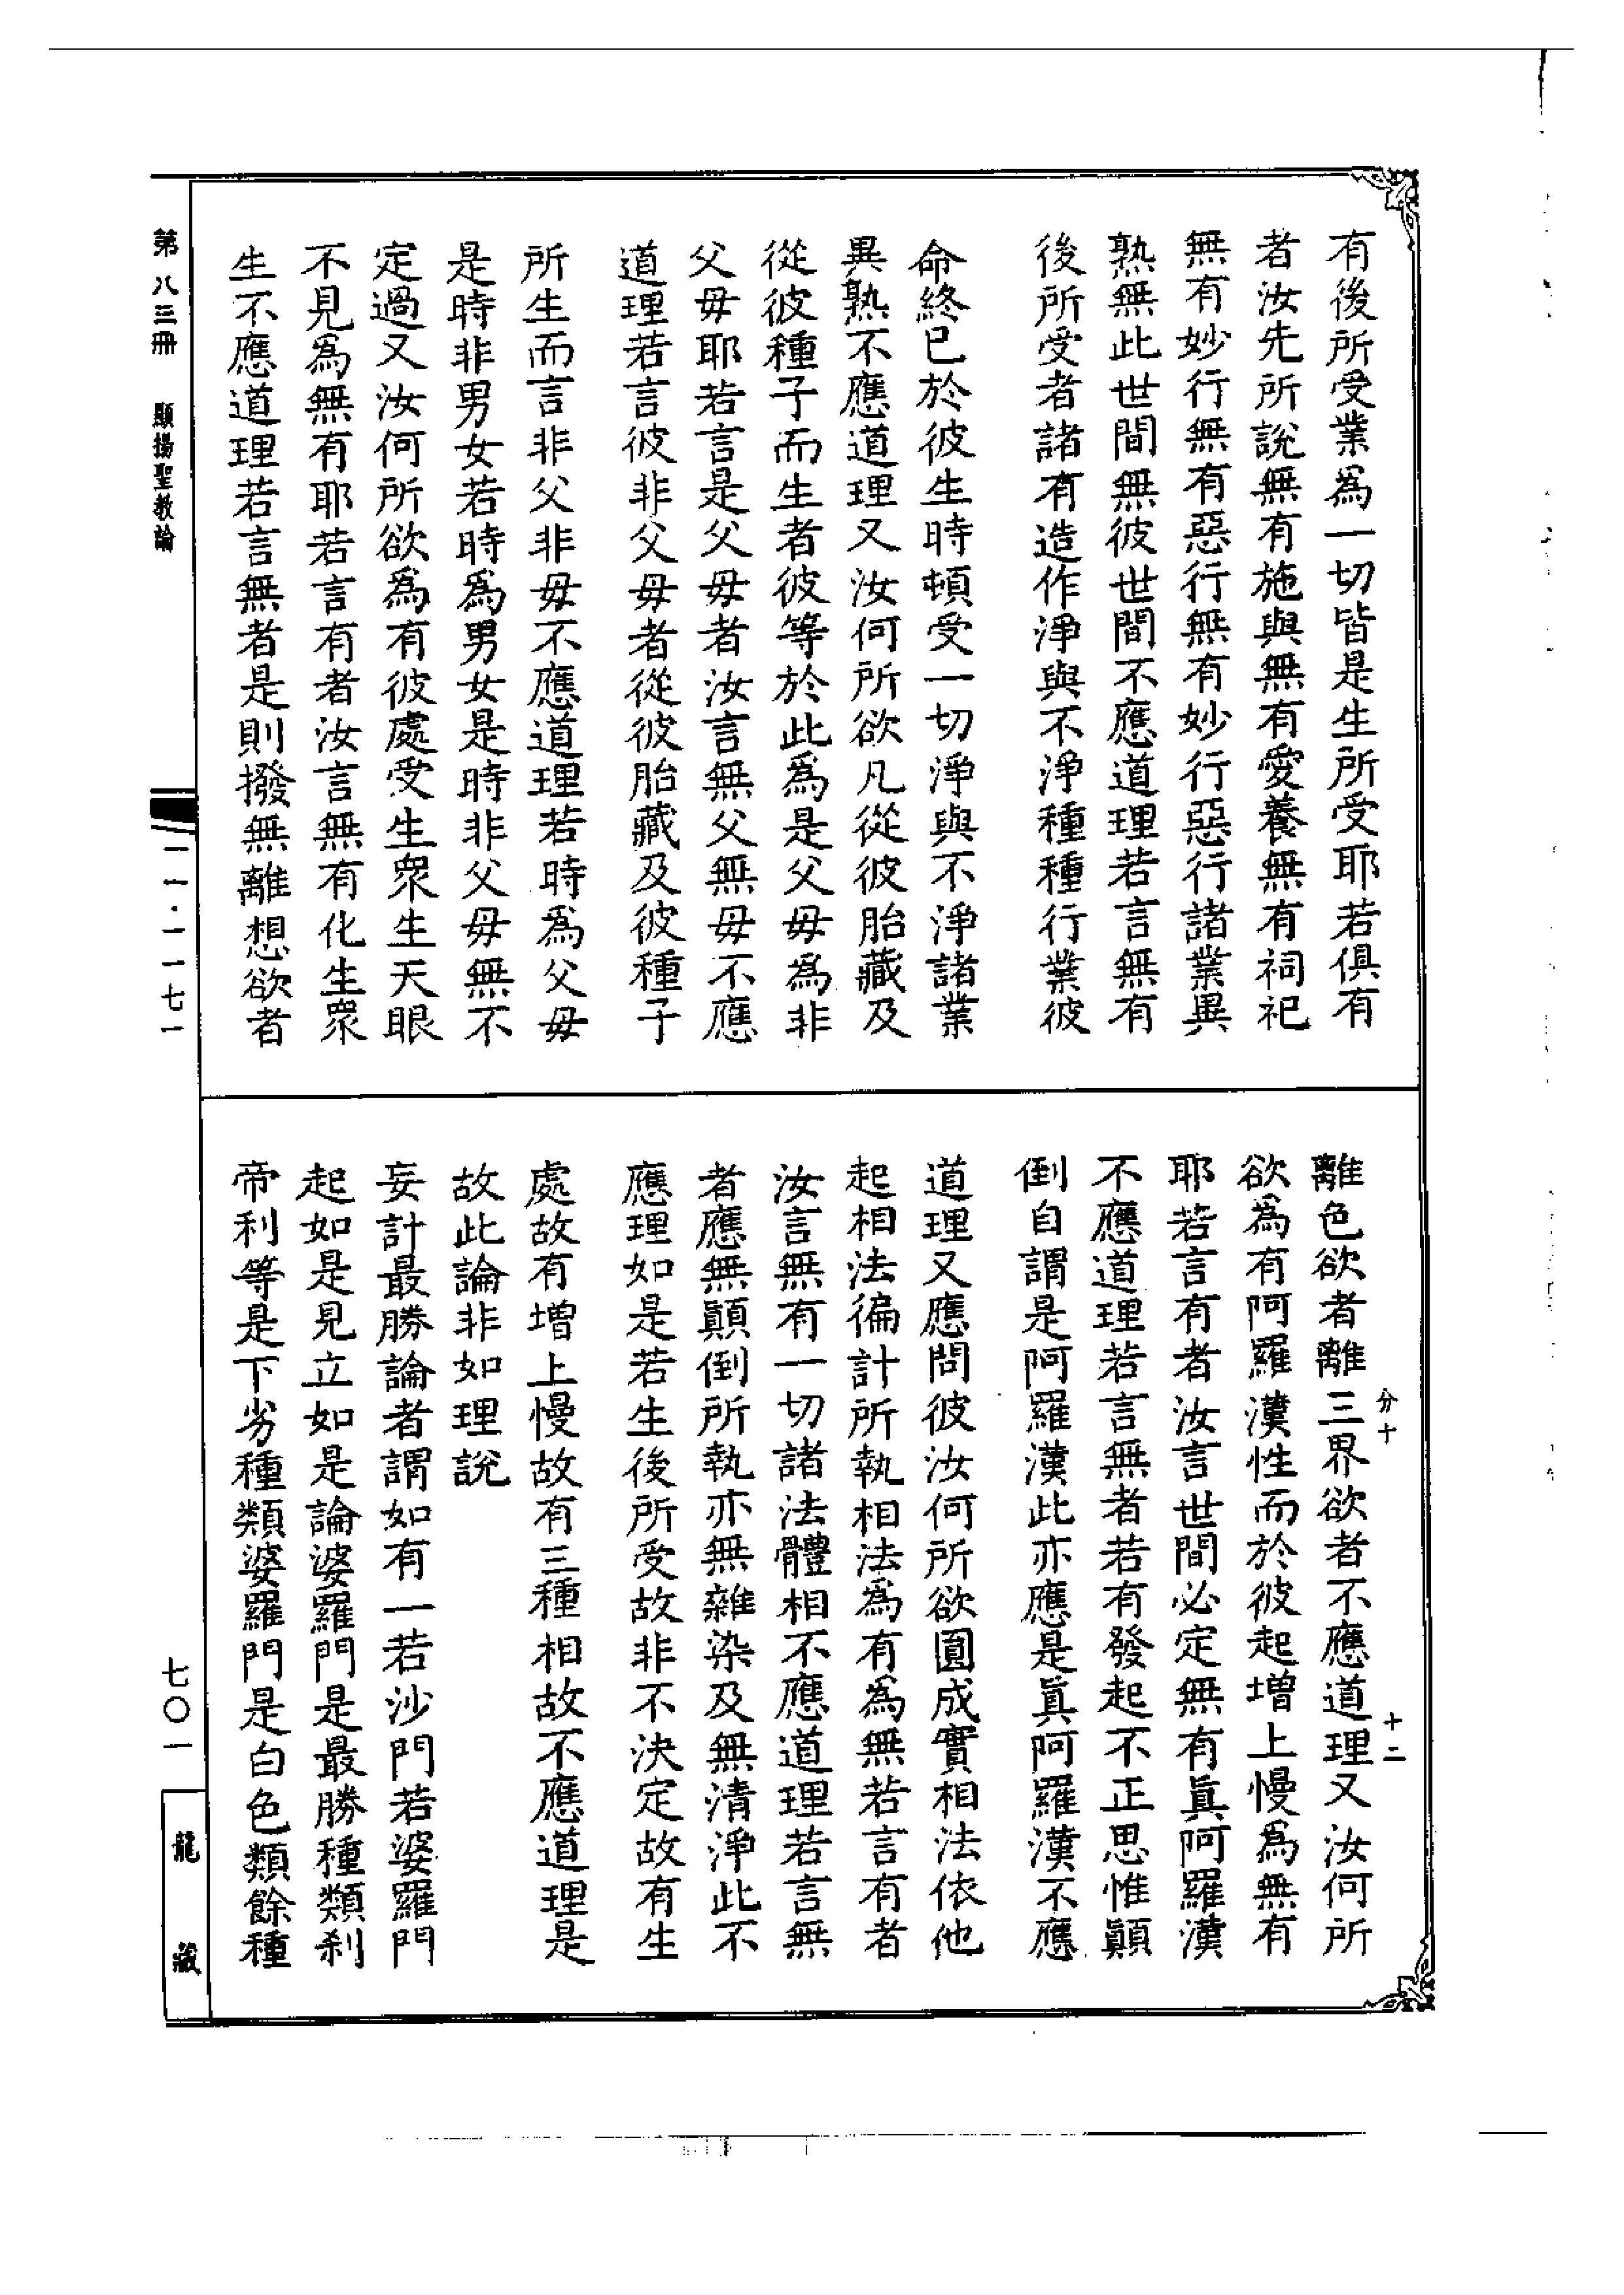 有後所受業為一切皆是生所受耶若俱有
者汝先所說無有施與無有愛養無有祠祀
無有妙行無有惡行無有妙行惡行諸業異
熟無此世間無彼世間不應道理若言無有
後所受者諸有造作淨與不淨種種行業彼
命終已於彼生時頓受一切淨與不淨諸業
異熟不應道理又汝何所欲凡從彼胎藏及
從彼種子而生者彼等於此為是父母為非
父母耶若言是父母者汝言無父無母不應
道理若言彼非父母者從彼胎藏及彼種子
所生而言非父非母不應道理若時為父母
是時非男女若時為男女是時非父母無不
定過又汝何所欲為有彼處受生眾生天眼
不見為無有耶若言有者汝言無有化生眾
生不應道理若言無者是則撥無離想欲者
離色欲者離三界欲者不應道理又汝何所
欲為有阿羅漢性而於彼起增上慢為無有
耶若言有者汝言世間必定無有眞阿羅漢
不應道理若言無者若有發起不正思惟顚
倒自謂是阿羅漢此亦應是眞阿羅漢不應
道理又應問彼汝何所欲圓成實相法依他
起相法徧計所執相法為有為無若言有者
汝言無有一切諸法體相不應道理若言無
者應無顚倒所執亦無雜染及無清淨此不
應理如是若生後所受故非不決定故有生
處故有增上慢故有三種相故不應道理是
故此論非如理說
妄計最勝論者謂如有一若沙門若婆羅門
起如是見立如是論婆羅門是最勝種類刹
帝利等是下劣種類婆羅門是白色類餘種
分十
十二
第八三冊　顯揚聖教論
一一·一一七一
七〇一
龍藏